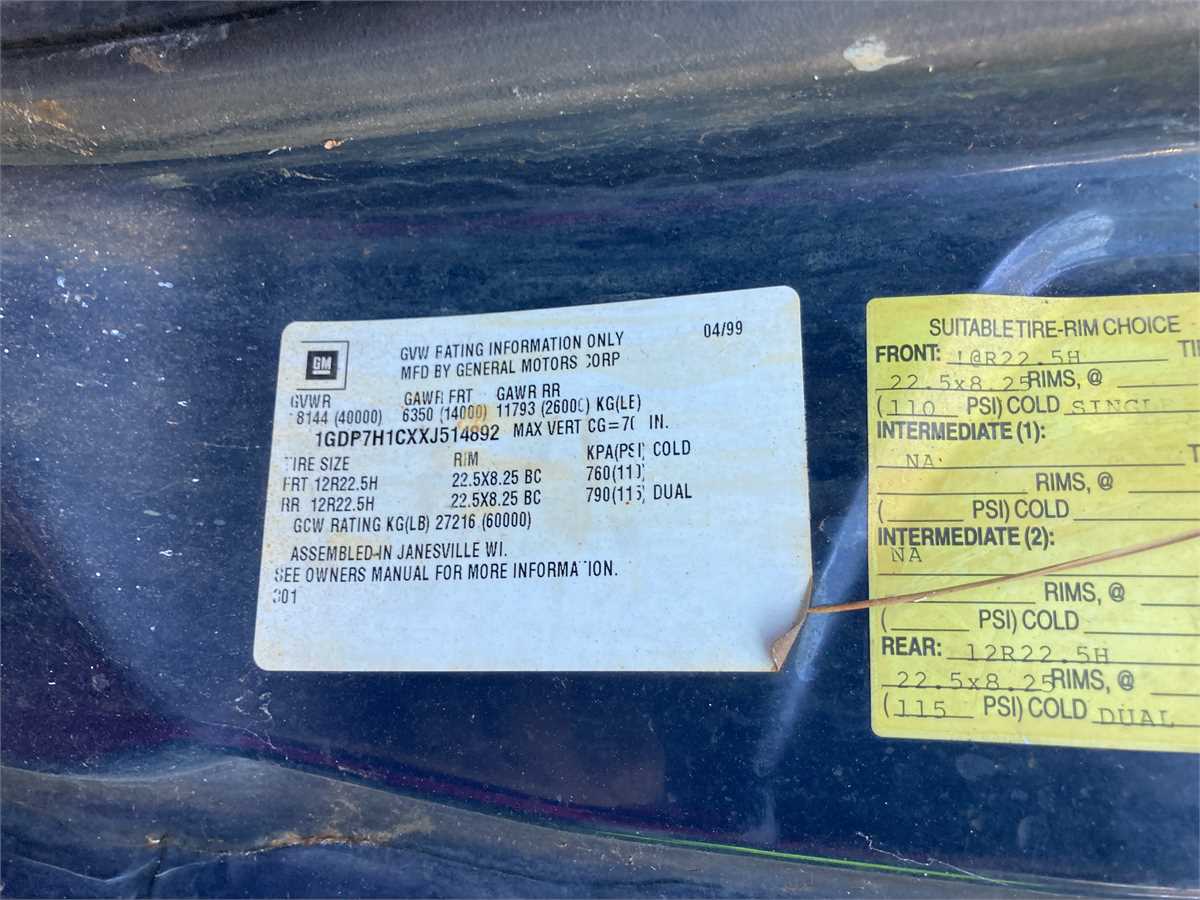 GM
GVW RATING INFORMATION ONLY
04/99
MFD BY GENERAL MOTORS CORP
GVWR GAWR FRT GAWR RR
18144 (40000) 6350 (14000) 11793 (26000) KG(LB)
1GDP7H1CXXJ514892 MAX VERT CG=70 IN.
TIRE SIZE RIM KPA(PSI) COLD
FRT 12R22.5H 22.5X8.25 BC 760(110)
RR 12R22.5H 22.5X8.25 BC 790(115) DUAL
GCW RATING KG(LB) 27216 (60000)
ASSEMBLED-IN JANESVILLE WI.
SEE OWNERS MANUAL FOR MORE INFORMATION.
301
SUITABLE TIRE-RIM CHOICE
FRONT: R22.5H
22.5x8.25 RIMS, @
(110 PSI) COLD SINGLE
INTERMEDIATE (1):
NA
RIMS, @
( PSI) COLD
INTERMEDIATE (2):
NA
RIMS, @
( PSI) COLD
REAR: 12R22.5H
22.5x8.25 RIMS, @
(115 PSI) COLD DUAL